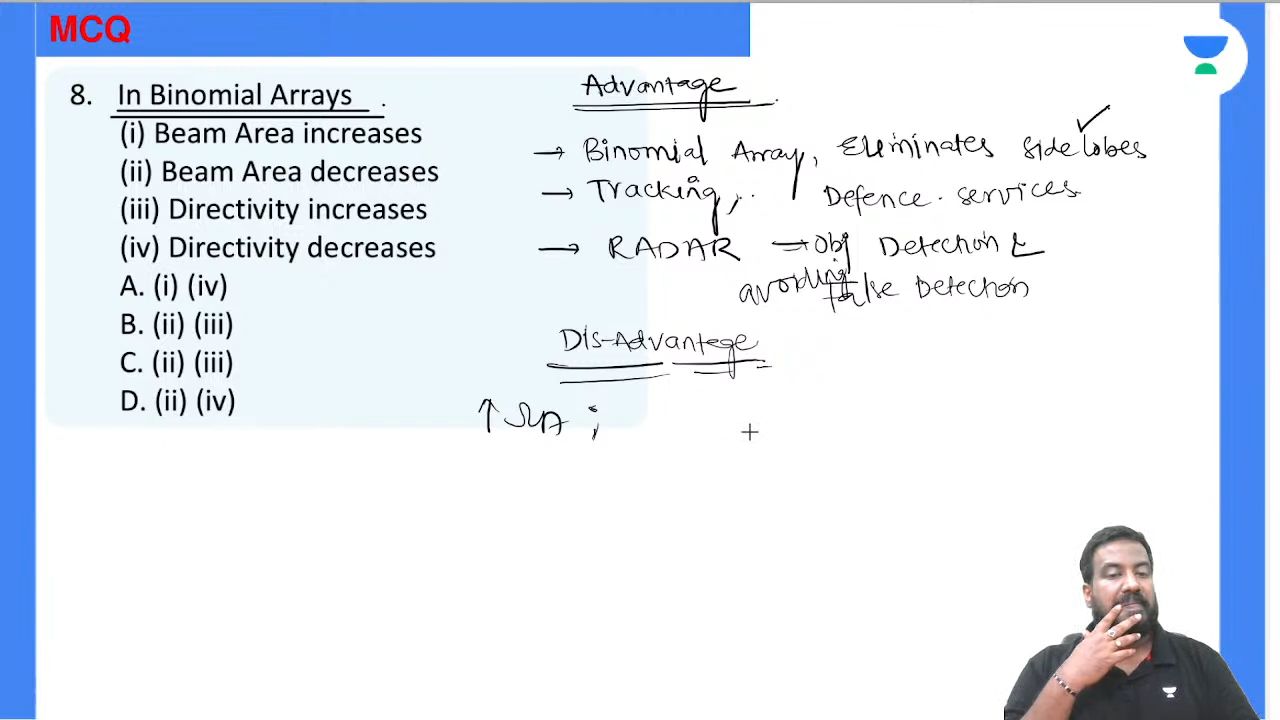 MCQ
8. In Binomial Arrays
(i) Beam Area increases
(ii) Beam Area decreases
(iii) Directivity increases
(iv) Directivity decreases
A. (i) (iv)
B. (ii) (iii)
C. (ii) (iii)
D. (ii) (iv)
Advantage
→ Binomial Array, Eliminates side lobes ✓
→ Tracking, .. Defence. services
→ RADAR → Obj Detection &
avoiding false Detection
Dis-Advantege
↑ ΩA ;